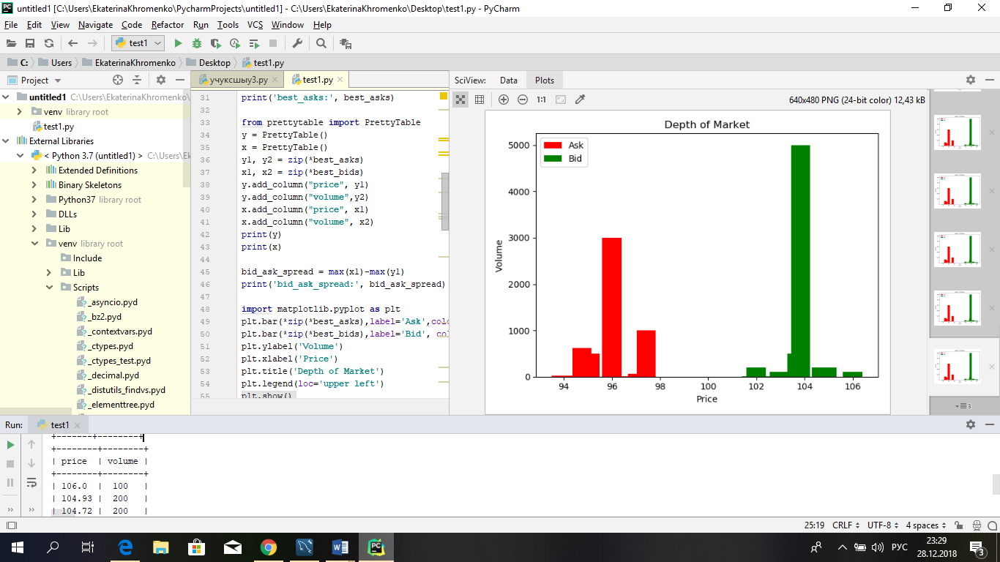 untitled1 [C:\Users\EkaterinaKhromenko\PycharmProjects\untitled1] - C:\Users\EkaterinaKhromenko\Desktop\test1.py - PyCharm
File Edit View Navigate Code Refactor Run Tools VCS Window Help
test1
C: Users EkaterinaKhromenko Desktop test1.py
Project
untitled1 C:\Users\EkaterinaKhromenko\
venv library root
test1.py
External Libraries
< Python 3.7 (untitled1) > C:\Users\E
Extended Definitions
Binary Skeletons
Python37 library root
DLLs
Lib
venv library root
Include
Lib
Scripts
_asyncio.pyd
_bz2.pyd
_contextvars.pyd
_ctypes.pyd
_ctypes_test.pyd
_decimal.pyd
_distutils_findvs.pyd
_elementtree.pyd
учуксшыу3.py test1.py
31 print('best_asks:', best_asks)
32
33 from prettytable import PrettyTable
34 y = PrettyTable()
35 x = PrettyTable()
36 y1, y2 = zip(*best_asks)
37 x1, x2 = zip(*best_bids)
38 y.add_column("price", y1)
39 y.add_column("volume",y2)
40 x.add_column("price", x1)
41 x.add_column("volume", x2)
42 print(y)
43 print(x)
44
45 bid_ask_spread = max(x1)-max(y1)
46 print('bid_ask_spread:', bid_ask_spread)
47
48 import matplotlib.pyplot as plt
49 plt.bar(*zip(*best_asks),label='Ask',colo
50 plt.bar(*zip(*best_bids),label='Bid', col
51 plt.ylabel('Volume')
52 plt.xlabel('Price')
53 plt.title('Depth of Market')
54 plt.legend(loc='upper left')
55 plt.show()
SciView: Data Plots
1:1
640x480 PNG (24-bit color) 12,43 kB
Depth of Market
Ask
Bid
5000
4000
3000
2000
1000
0
Volume
94 96 98 100 102 104 106
Price
3
Run: test1
+-------+--------+
+--------+--------+
| price | volume |
+--------+--------+
| 106.0 | 100 |
| 104.93 | 200 |
| 104.72 | 200 |
25:19 CRLF UTF-8 4 spaces
РУС
23:29
28.12.2018
3